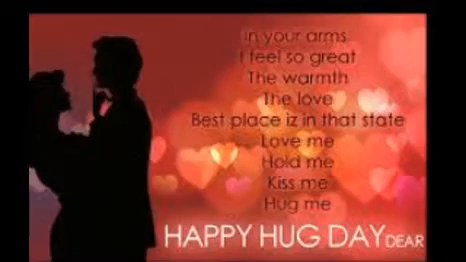 In your arms
I feel so great
The warmth
The love
Best place iz in that state
Love me
Hold me
Kiss me
Hug me
HAPPY HUG DAY DEAR